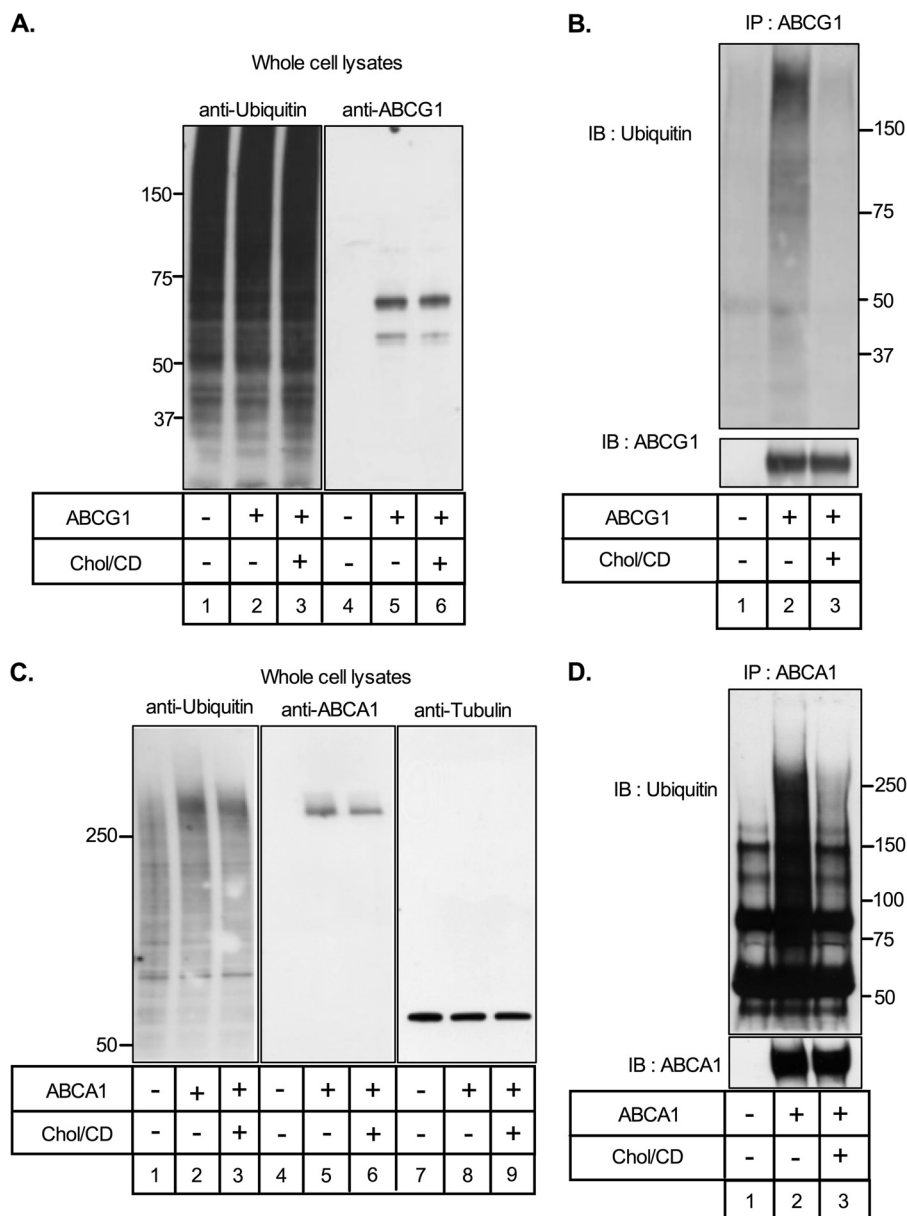 A.
Whole cell lysates
anti-Ubiquitin anti-ABCG1
150
75
50
37
ABCG1 - + + - + +
Chol/CD - - + - - +
1 2 3 4 5 6
B.
IP : ABCG1
IB : Ubiquitin
150
75
50
37
IB : ABCG1
ABCG1 - + +
Chol/CD - - +
1 2 3
C.
Whole cell lysates
anti-Ubiquitin anti-ABCA1 anti-Tubulin
250
50
ABCA1 - + + - + + - + +
Chol/CD - - + - - + - - +
1 2 3 4 5 6 7 8 9
D.
IP : ABCA1
IB : Ubiquitin
250
150
100
75
50
IB : ABCA1
ABCA1 - + +
Chol/CD - - +
1 2 3